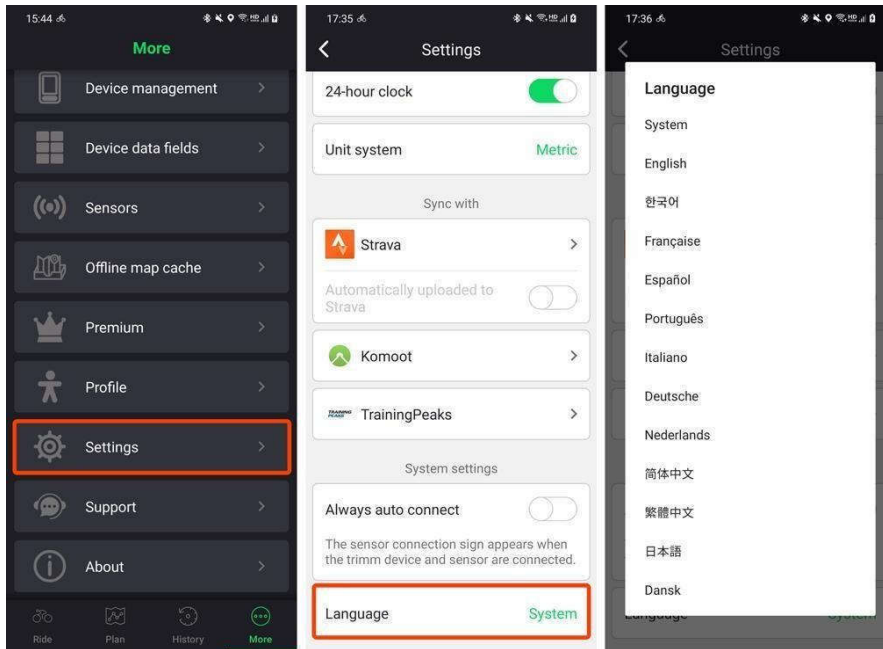 15:44
More
Device management
Device data fields
Sensors
Offline map cache
Premium
Profile
Settings
Support
About
Ride
Plan
History
More
17:35
Settings
24-hour clock
Unit system
Metric
Sync with
Strava
Automatically uploaded to
Strava
Komoot
TRAINING
PEAKS
TrainingPeaks
System settings
Always auto connect
The sensor connection sign appears when
the trimm device and sensor are connected.
Language
System
17:36
Settings
Language
System
English
한국어
Française
Español
Português
Italiano
Deutsche
Nederlands
简体中文
繁體中文
日本語
Dansk
Language
System